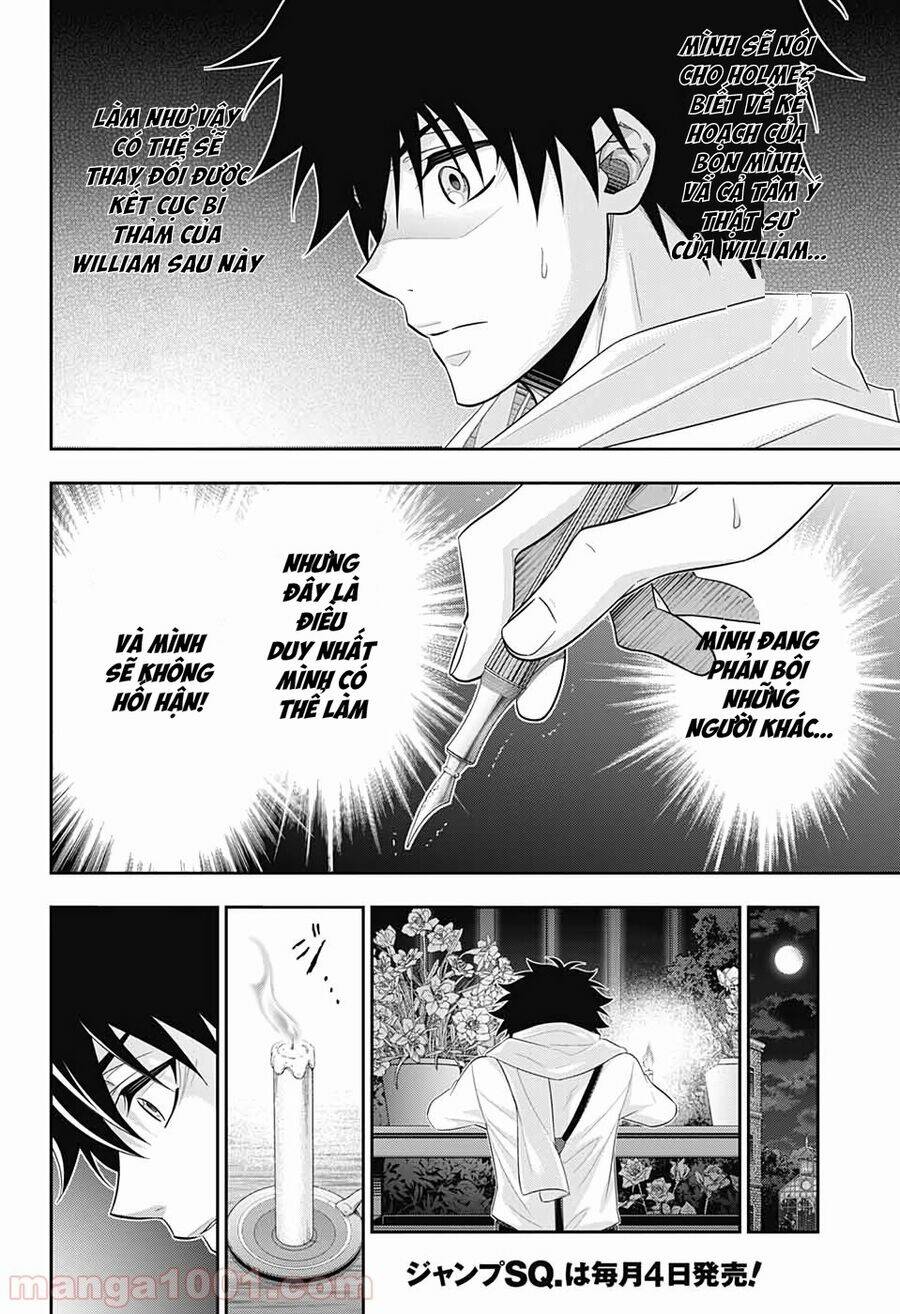 MÌNH SẼ NÓI
CHO HOLMES
BIẾT VỀ KẾ
HOẠCH CỦA
BỌN MÌNH
VÀ CẢ TÂM Ý
THẬT SỰ
CỦA WILLIAM...
LÀM NHƯ VẬY
CÓ THỂ SẼ
THAY ĐỔI ĐƯỢC
KẾT CỤC BI
THẢM CỦA
WILLIAM SAU NÀY
MÌNH ĐANG
PHẢN BỘI
NHỮNG
NGƯỜI KHÁC...
NHƯNG
ĐÂY LÀ
ĐIỀU
DUY NHẤT
MÌNH CÓ
THỂ LÀM
VÀ MÌNH
SẼ KHÔNG
HỐI HẬN!
ジャンプSQ.は毎月4日発売!
manga1001.com